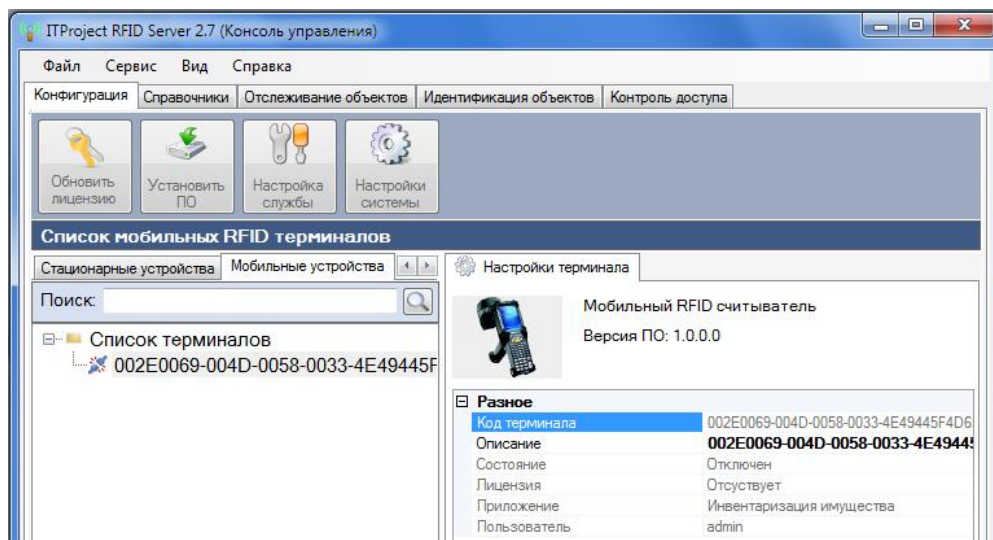 ITProject RFID Server 2.7 (Консоль управления)
Файл Сервис Вид Справка
Конфигурация Справочники Отслеживание объектов Идентификация объектов Контроль доступа
Обновить лицензию Установить ПО Настройка службы Настройки системы
Список мобильных RFID терминалов
Стационарные устройства Мобильные устройства
Настройки терминала
Поиск:
Список терминалов
002E0069-004D-0058-0033-4E49445F
Мобильный RFID считыватель
Версия ПО: 1.0.0.0
Разное
Код терминала 002E0069-004D-0058-0033-4E49445F4D6
Описание 002E0069-004D-0058-0033-4E4944
Состояние Отключен
Лицензия Отсуствует
Приложение Инвентаризация имущества
Пользователь admin